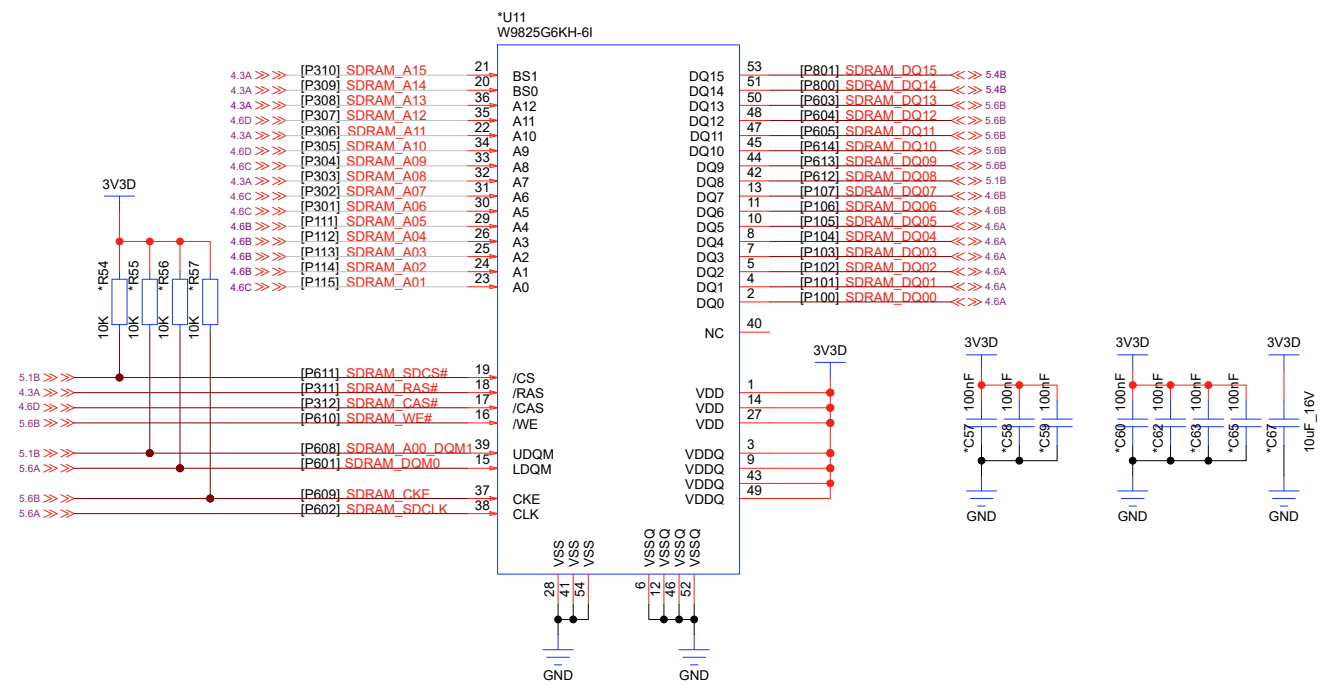 *U11
W9825G6KH-6I
4.3A [P310] SDRAM_A15 21 BS1
4.3A [P309] SDRAM_A14 20 BS0
4.3A [P308] SDRAM_A13 36 A12
4.6D [P307] SDRAM_A12 35 A11
4.3A [P306] SDRAM_A11 22 A10
4.6D [P305] SDRAM_A10 34 A9
4.6C [P304] SDRAM_A09 33 A8
4.3A [P303] SDRAM_A08 32 A7
4.6C [P302] SDRAM_A07 31 A6
4.6C [P301] SDRAM_A06 30 A5
4.6B [P111] SDRAM_A05 29 A4
4.6B [P112] SDRAM_A04 26 A3
4.6B [P113] SDRAM_A03 25 A2
4.6B [P114] SDRAM_A02 24 A1
4.6C [P115] SDRAM_A01 23 A0
DQ15 53 [P801] SDRAM_DQ15 5.4B
DQ14 51 [P800] SDRAM_DQ14 5.4B
DQ13 50 [P603] SDRAM_DQ13 5.6B
DQ12 48 [P604] SDRAM_DQ12 5.6B
DQ11 47 [P605] SDRAM_DQ11 5.6B
DQ10 45 [P614] SDRAM_DQ10 5.6B
DQ9 44 [P613] SDRAM_DQ09 5.6B
DQ8 42 [P612] SDRAM_DQ08 5.1B
DQ7 13 [P107] SDRAM_DQ07 4.6B
DQ6 11 [P106] SDRAM_DQ06 4.6B
DQ5 10 [P105] SDRAM_DQ05 4.6A
DQ4 8 [P104] SDRAM_DQ04 4.6A
DQ3 7 [P103] SDRAM_DQ03 4.6A
DQ2 5 [P102] SDRAM_DQ02 4.6A
DQ1 4 [P101] SDRAM_DQ01 4.6A
DQ0 2 [P100] SDRAM_DQ00 4.6A
NC 40
3V3D
*R54 10K
*R55 10K
*R56 10K
*R57 10K
5.1B [P611] SDRAM_SDCS# 19 /CS
4.3A [P311] SDRAM_RAS# 18 /RAS
4.6D [P312] SDRAM_CAS# 17 /CAS
5.6B [P610] SDRAM_WE# 16 /WE
5.1B [P608] SDRAM_A00_DQM1 39 UDQM
5.6A [P601] SDRAM_DQM0 15 LDQM
5.6B [P609] SDRAM_CKE 37 CKE
5.6A [P602] SDRAM_SDCLK 38 CLK
3V3D
VDD 1
VDD 14
VDD 27
VDDQ 3
VDDQ 9
VDDQ 43
VDDQ 49
VSS 28
VSS 41
VSS 54
VSSQ 6
VSSQ 12
VSSQ 46
VSSQ 52
GND
GND
3V3D
*C57 100nF
*C58 100nF
*C59 100nF
GND
3V3D
*C60 100nF
*C62 100nF
*C63 100nF
*C65 100nF
GND
3V3D
*C67 10uF_16V
GND